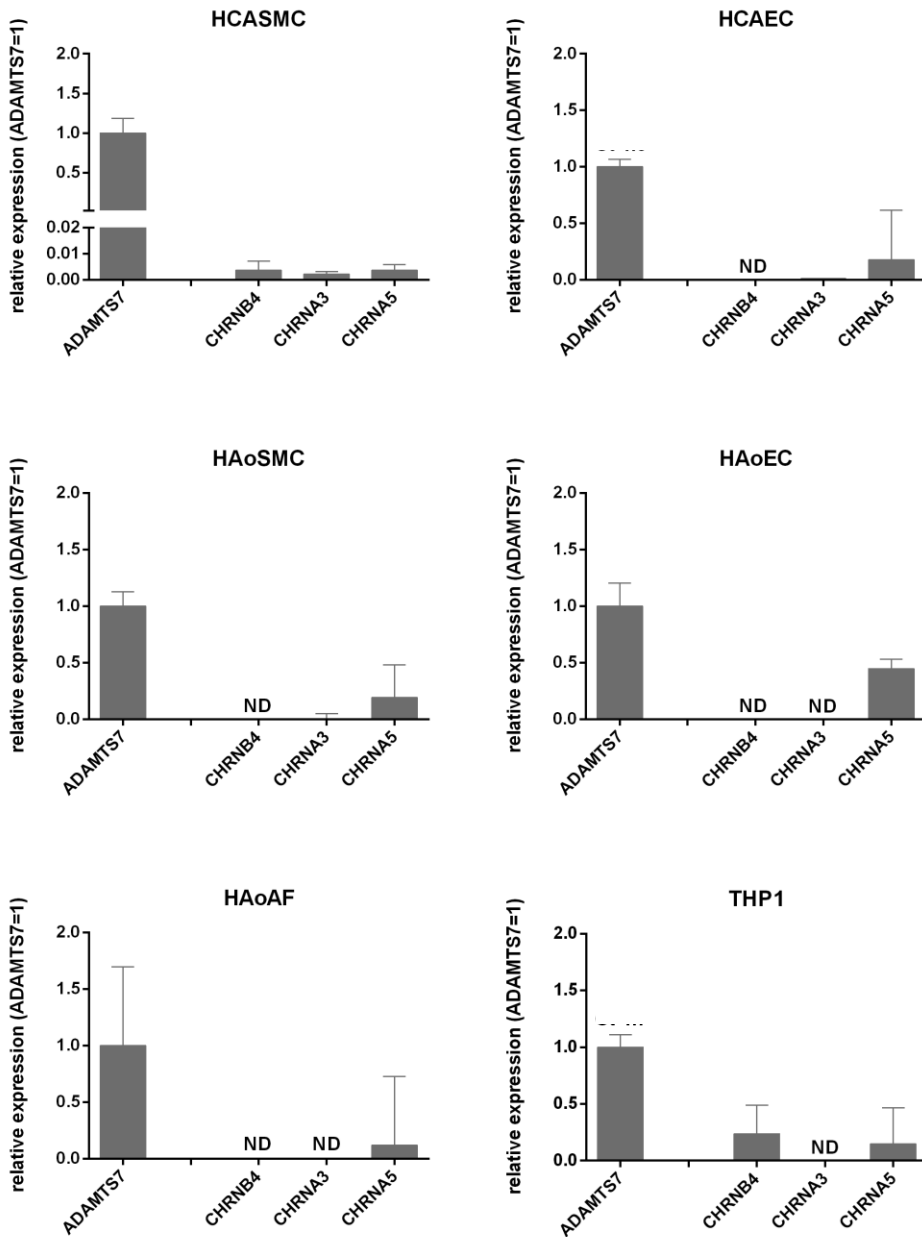 HCASMC
relative expression (ADAMTS7=1)
2.0
1.5
1.0
0.5
0.02
0.01
0.00
ADAMTS7
CHRNB4
CHRNA3
CHRNA5
HCAEC
relative expression (ADAMTS7=1)
2.0
1.5
1.0
0.5
0.0
ND
ADAMTS7
CHRNB4
CHRNA3
CHRNA5
HAoSMC
relative expression (ADAMTS7=1)
2.0
1.5
1.0
0.5
0.0
ND
ADAMTS7
CHRNB4
CHRNA3
CHRNA5
HAoEC
relative expression (ADAMTS7=1)
2.0
1.5
1.0
0.5
0.0
ND
ND
ADAMTS7
CHRNB4
CHRNA3
CHRNA5
HAoAF
relative expression (ADAMTS7=1)
2.0
1.5
1.0
0.5
0.0
ND
ND
ADAMTS7
CHRNB4
CHRNA3
CHRNA5
THP1
relative expression (ADAMTS7=1)
2.0
1.5
1.0
0.5
0.0
ND
ADAMTS7
CHRNB4
CHRNA3
CHRNA5